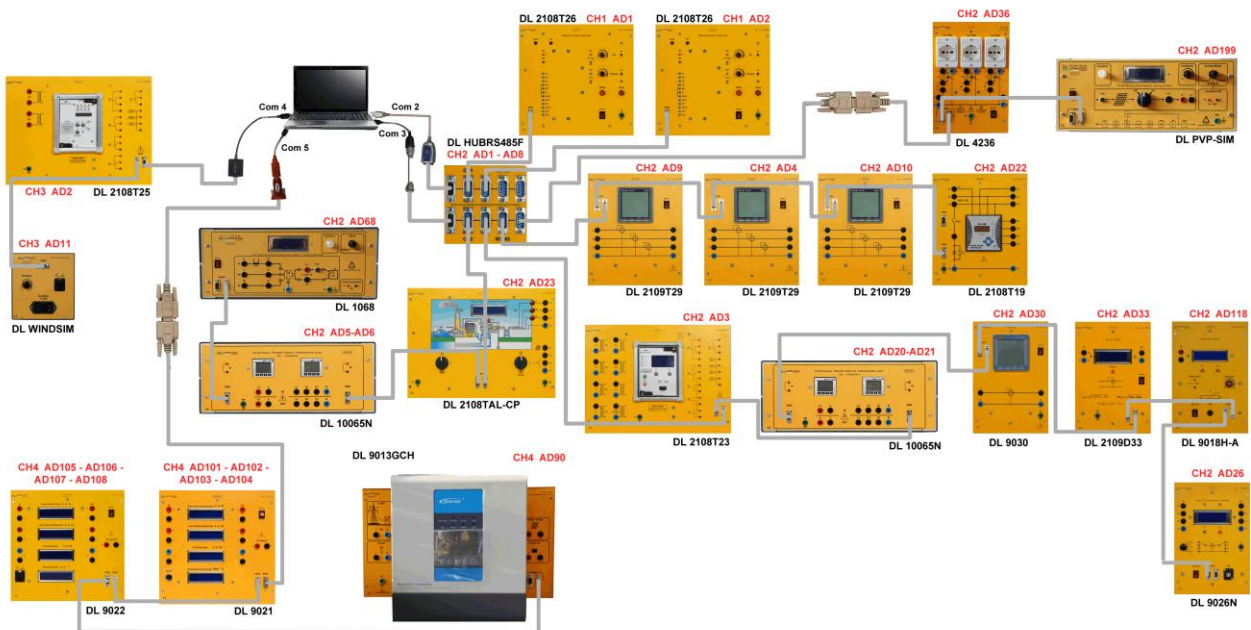 DL 2108T26
CH1 AD1
DL 2108T26
CH1 AD2
CH2 AD36
CH2 AD199
Com 4
Com 2
Com 3
Com 5
DL HUBRS485F
CH2 AD1 - AD8
DL 4236
DL PVP-SIM
CH3 AD2
DL 2108T25
CH2 AD9
CH2 AD4
CH2 AD10
CH2 AD22
CH2 AD68
CH3 AD11
DL 1068
DL 2109T29
DL 2109T29
DL 2109T29
DL 2108T19
CH2 AD23
DL WINDSIM
CH2 AD5-AD6
CH2 AD3
CH2 AD30
CH2 AD33
CH2 AD118
CH2 AD20-AD21
DL 10065N
DL 2108TAL-CP
DL 2108T23
DL 10065N
DL 9030
DL 2109D33
DL 9018H-A
DL 9013GCH
CH4 AD90
CH4 AD105 - AD106 -
AD107 - AD108
CH4 AD101 - AD102 -
AD103 - AD104
CH2 AD26
DL 9022
DL 9021
DL 9026N